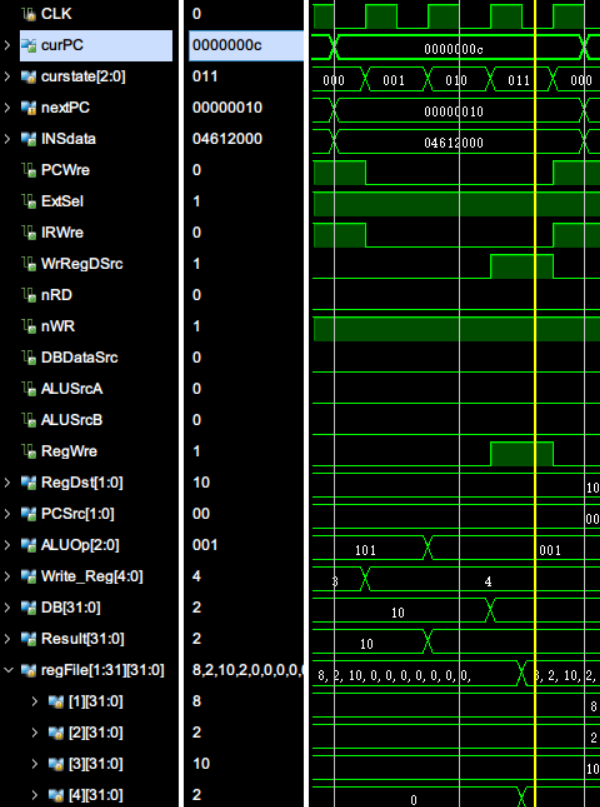 CLK 0
curPC 0000000c 0000000c
curstate[2:0] 011 000 001 010 011 000
nextPC 00000010 00000010
INSdata 04612000 04612000
PCWre 0
ExtSel 1
IRWre 0
WrRegDSrc 1
nRD 0
nWR 1
DBDataSrc 0
ALUSrcA 0
ALUSrcB 0
RegWre 1
RegDst[1:0] 10 10
PCSrc[1:0] 00 00
ALUOp[2:0] 001 101 001
Write_Reg[4:0] 4 3 4
DB[31:0] 2 10
Result[31:0] 2 10
regFile[1:31][31:0] 8,2,10,2,0,0,0,0,0 8, 2, 10, 0, 0, 0, 0, 0, 0, 0, 8, 2, 10, 2,
[1][31:0] 8 8
[2][31:0] 2 2
[3][31:0] 10 10
[4][31:0] 2 0